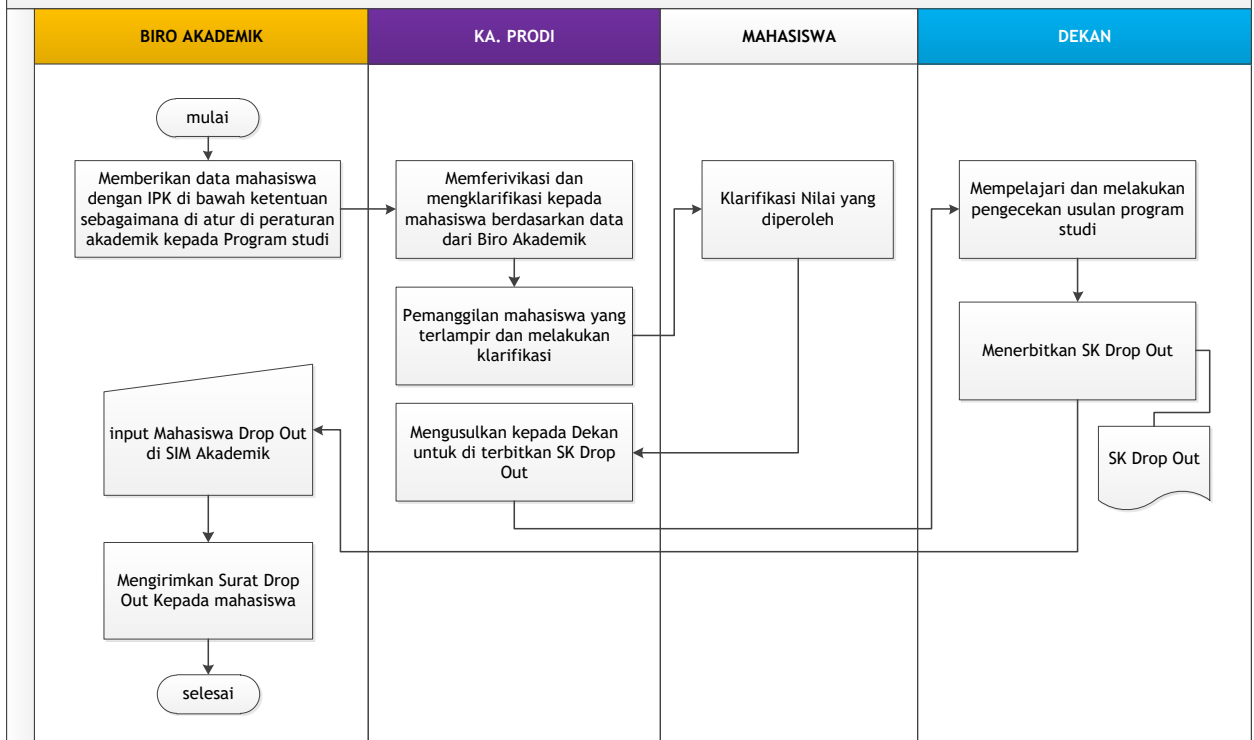 BIRO AKADEMIK
KA. PRODI
MAHASISWA
DEKAN
mulai
Memberikan data mahasiswa
dengan IPK di bawah ketentuan
sebagaimana di atur di peraturan
akademik kepada Program studi
Memferivikasi dan
mengklarifikasi kepada
mahasiswa berdasarkan data
dari Biro Akademik
Klarifikasi Nilai yang
diperoleh
Mempelajari dan melakukan
pengecekan usulan program
studi
Pemanggilan mahasiswa yang
terlampir dan melakukan
klarifikasi
Menerbitkan SK Drop Out
input Mahasiswa Drop Out
di SIM Akademik
Mengusulkan kepada Dekan
untuk di terbitkan SK Drop
Out
SK Drop Out
Mengirimkan Surat Drop
Out Kepada mahasiswa
selesai